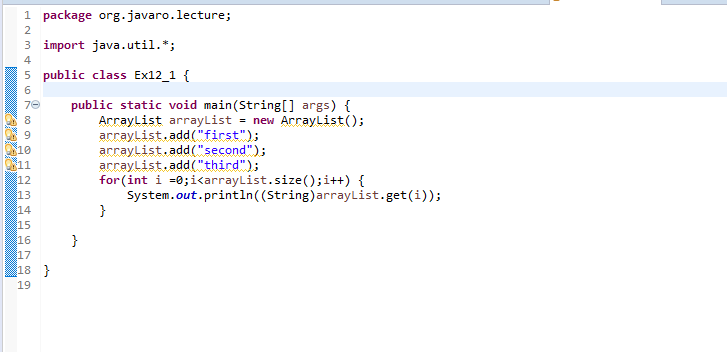 1 package org.javaro.lecture;
2
3 import java.util.*;
4
5 public class Ex12_1 {
6
7 public static void main(String[] args) {
8 ArrayList arrayList = new ArrayList();
9 arrayList.add("first");
10 arrayList.add("second");
11 arrayList.add("third");
12 for(int i =0;i<arrayList.size();i++) {
13 System.out.println((String)arrayList.get(i));
14 }
15
16 }
17
18 }
19